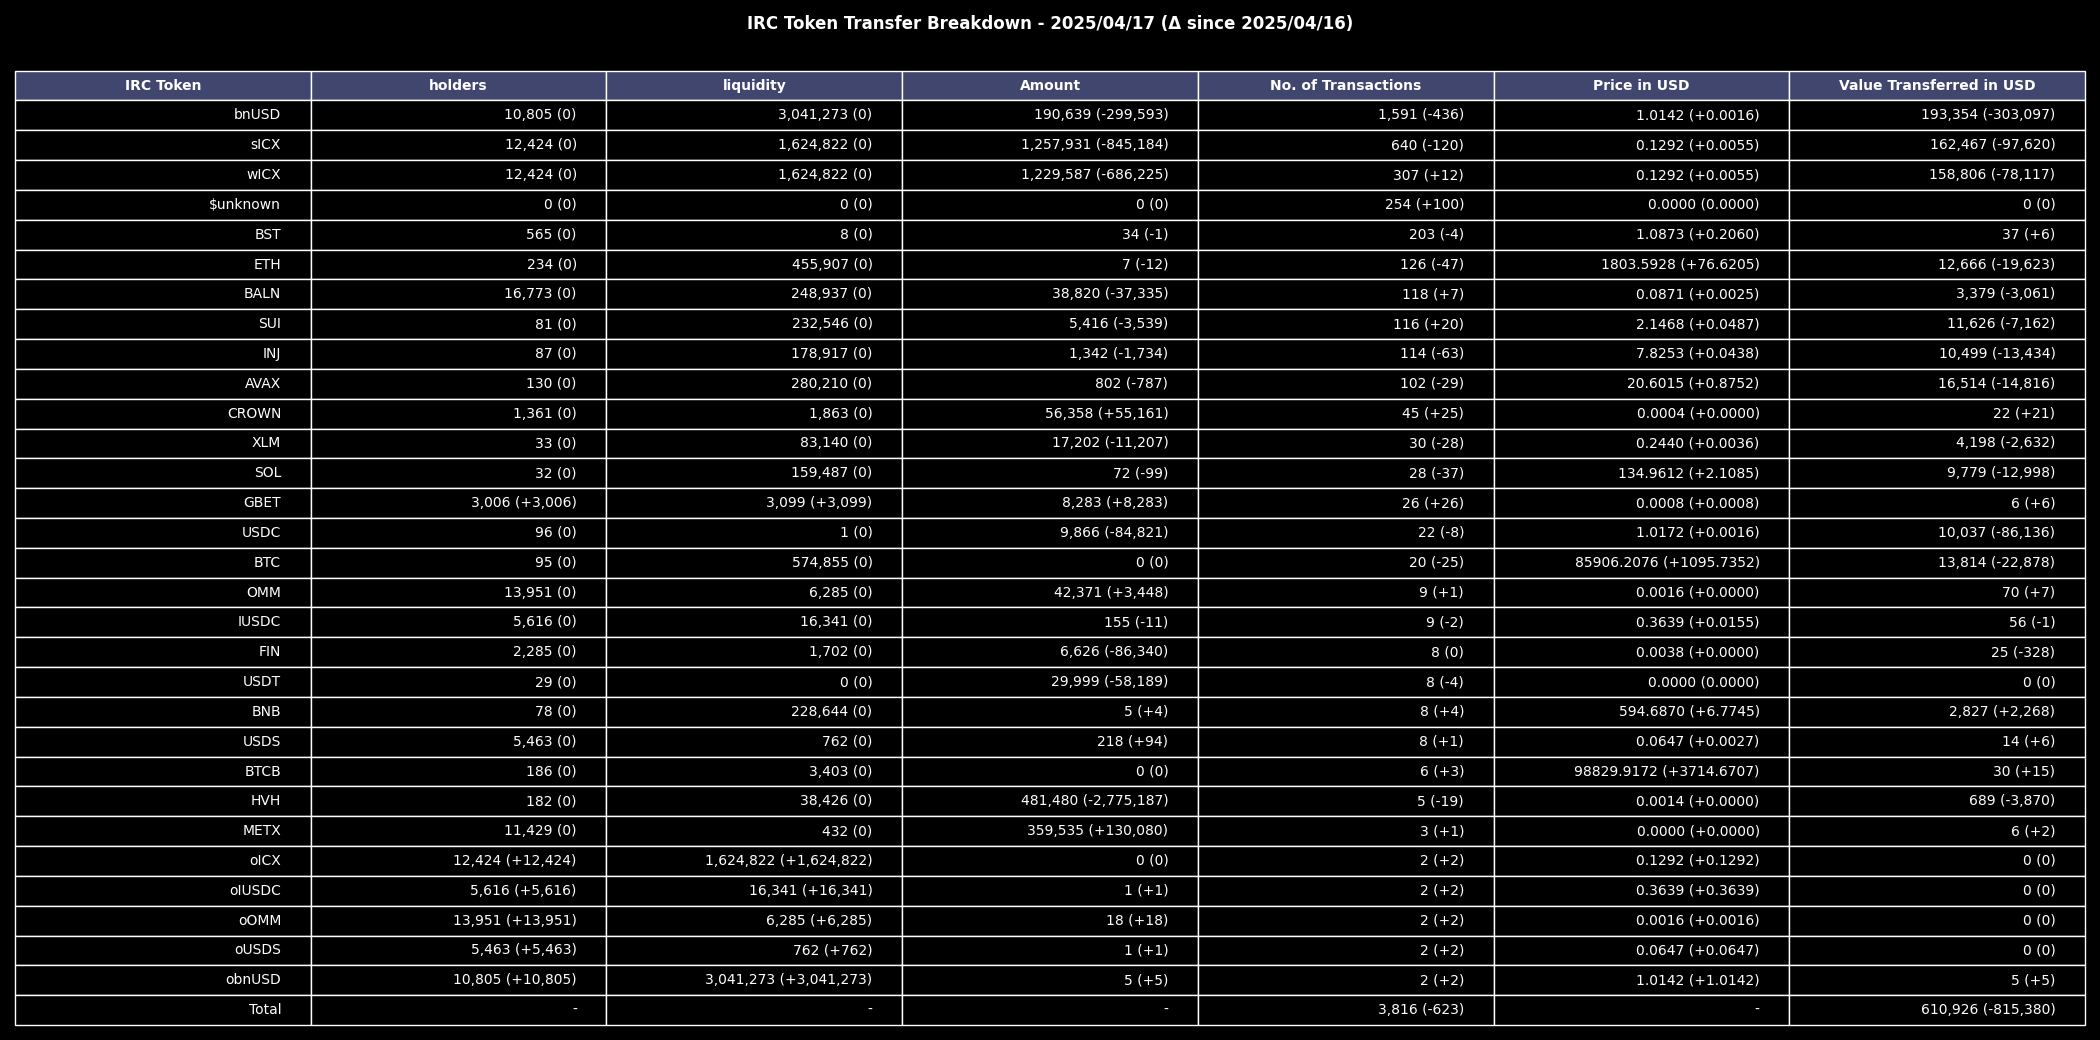 IRC Token Transfer Breakdown - 2025/04/17 (Δ since 2025/04/16)
IRC Token holders liquidity Amount No. of Transactions Price in USD Value Transferred in USD
bnUSD 10,805 (0) 3,041,273 (0) 190,639 (-299,593) 1,591 (-436) 1.0142 (+0.0016) 193,354 (-303,097)
sICX 12,424 (0) 1,624,822 (0) 1,257,931 (-845,184) 640 (-120) 0.1292 (+0.0055) 162,467 (-97,620)
wICX 12,424 (0) 1,624,822 (0) 1,229,587 (-686,225) 307 (+12) 0.1292 (+0.0055) 158,806 (-78,117)
$unknown 0 (0) 0 (0) 0 (0) 254 (+100) 0.0000 (0.0000) 0 (0)
BST 565 (0) 8 (0) 34 (-1) 203 (-4) 1.0873 (+0.2060) 37 (+6)
ETH 234 (0) 455,907 (0) 7 (-12) 126 (-47) 1803.5928 (+76.6205) 12,666 (-19,623)
BALN 16,773 (0) 248,937 (0) 38,820 (-37,335) 118 (+7) 0.0871 (+0.0025) 3,379 (-3,061)
SUI 81 (0) 232,546 (0) 5,416 (-3,539) 116 (+20) 2.1468 (+0.0487) 11,626 (-7,162)
INJ 87 (0) 178,917 (0) 1,342 (-1,734) 114 (-63) 7.8253 (+0.0438) 10,499 (-13,434)
AVAX 130 (0) 280,210 (0) 802 (-787) 102 (-29) 20.6015 (+0.8752) 16,514 (-14,816)
CROWN 1,361 (0) 1,863 (0) 56,358 (+55,161) 45 (+25) 0.0004 (+0.0000) 22 (+21)
XLM 33 (0) 83,140 (0) 17,202 (-11,207) 30 (-28) 0.2440 (+0.0036) 4,198 (-2,632)
SOL 32 (0) 159,487 (0) 72 (-99) 28 (-37) 134.9612 (+2.1085) 9,779 (-12,998)
GBET 3,006 (+3,006) 3,099 (+3,099) 8,283 (+8,283) 26 (+26) 0.0008 (+0.0008) 6 (+6)
USDC 96 (0) 1 (0) 9,866 (-84,821) 22 (-8) 1.0172 (+0.0016) 10,037 (-86,136)
BTC 95 (0) 574,855 (0) 0 (0) 20 (-25) 85906.2076 (+1095.7352) 13,814 (-22,878)
OMM 13,951 (0) 6,285 (0) 42,371 (+3,448) 9 (+1) 0.0016 (+0.0000) 70 (+7)
IUSDC 5,616 (0) 16,341 (0) 155 (-11) 9 (-2) 0.3639 (+0.0155) 56 (-1)
FIN 2,285 (0) 1,702 (0) 6,626 (-86,340) 8 (0) 0.0038 (+0.0000) 25 (-328)
USDT 29 (0) 0 (0) 29,999 (-58,189) 8 (-4) 0.0000 (0.0000) 0 (0)
BNB 78 (0) 228,644 (0) 5 (+4) 8 (+4) 594.6870 (+6.7745) 2,827 (+2,268)
USDS 5,463 (0) 762 (0) 218 (+94) 8 (+1) 0.0647 (+0.0027) 14 (+6)
BTCB 186 (0) 3,403 (0) 0 (0) 6 (+3) 98829.9172 (+3714.6707) 30 (+15)
HVH 182 (0) 38,426 (0) 481,480 (-2,775,187) 5 (-19) 0.0014 (+0.0000) 689 (-3,870)
METX 11,429 (0) 432 (0) 359,535 (+130,080) 3 (+1) 0.0000 (+0.0000) 6 (+2)
oICX 12,424 (+12,424) 1,624,822 (+1,624,822) 0 (0) 2 (+2) 0.1292 (+0.1292) 0 (0)
oIUSDC 5,616 (+5,616) 16,341 (+16,341) 1 (+1) 2 (+2) 0.3639 (+0.3639) 0 (0)
oOMM 13,951 (+13,951) 6,285 (+6,285) 18 (+18) 2 (+2) 0.0016 (+0.0016) 0 (0)
oUSDS 5,463 (+5,463) 762 (+762) 1 (+1) 2 (+2) 0.0647 (+0.0647) 0 (0)
obnUSD 10,805 (+10,805) 3,041,273 (+3,041,273) 5 (+5) 2 (+2) 1.0142 (+1.0142) 5 (+5)
Total - - - 3,816 (-623) - 610,926 (-815,380)